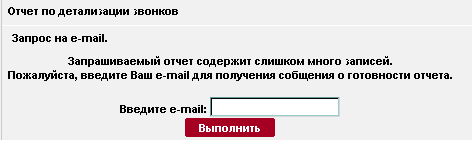 Отчет по детализации звонков
Запрос на e-mail.
Запрашиваемый отчет содержит слишком много записей.
Пожалуйста, введите Ваш e-mail для получения собщения о готовности отчета.
Введите e-mail:
Выполнить